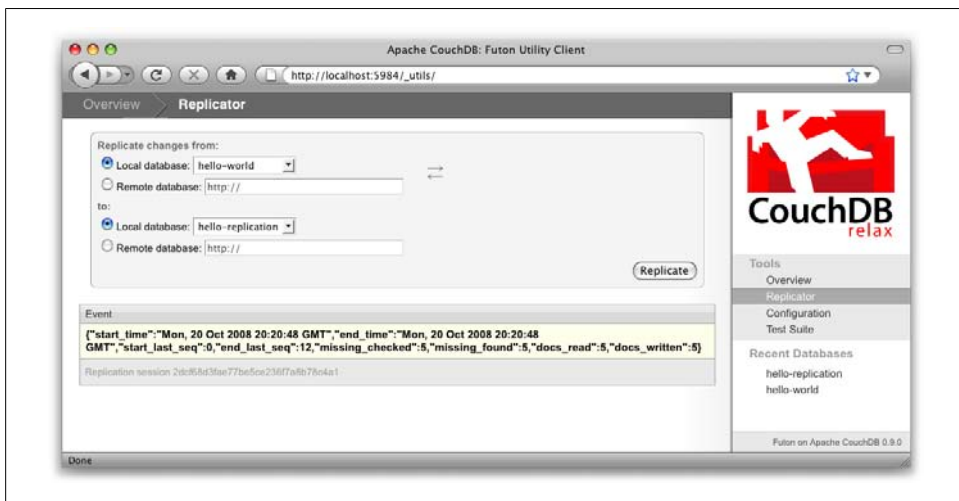 Apache CouchDB: Futon Utility Client
http://localhost:5984/_utils/
Overview
Replicator
Replicate changes from:
Local database: hello-world
Remote database: http://
to:
Local database: hello-replication
Remote database: http://
Replicate
Event
{"start_time":"Mon, 20 Oct 2008 20:20:48 GMT","end_time":"Mon, 20 Oct 2008 20:20:48
GMT","start_last_seq":0,"end_last_seq":12,"missing_checked":5,"missing_found":5,"docs_read":5,"docs_written":5}
Replication session
CouchDB
relax
Tools
Overview
Replicator
Configuration
Test Suite
Recent Databases
hello-replication
hello-world
Futon on Apache CouchDB 0.9.0
Done